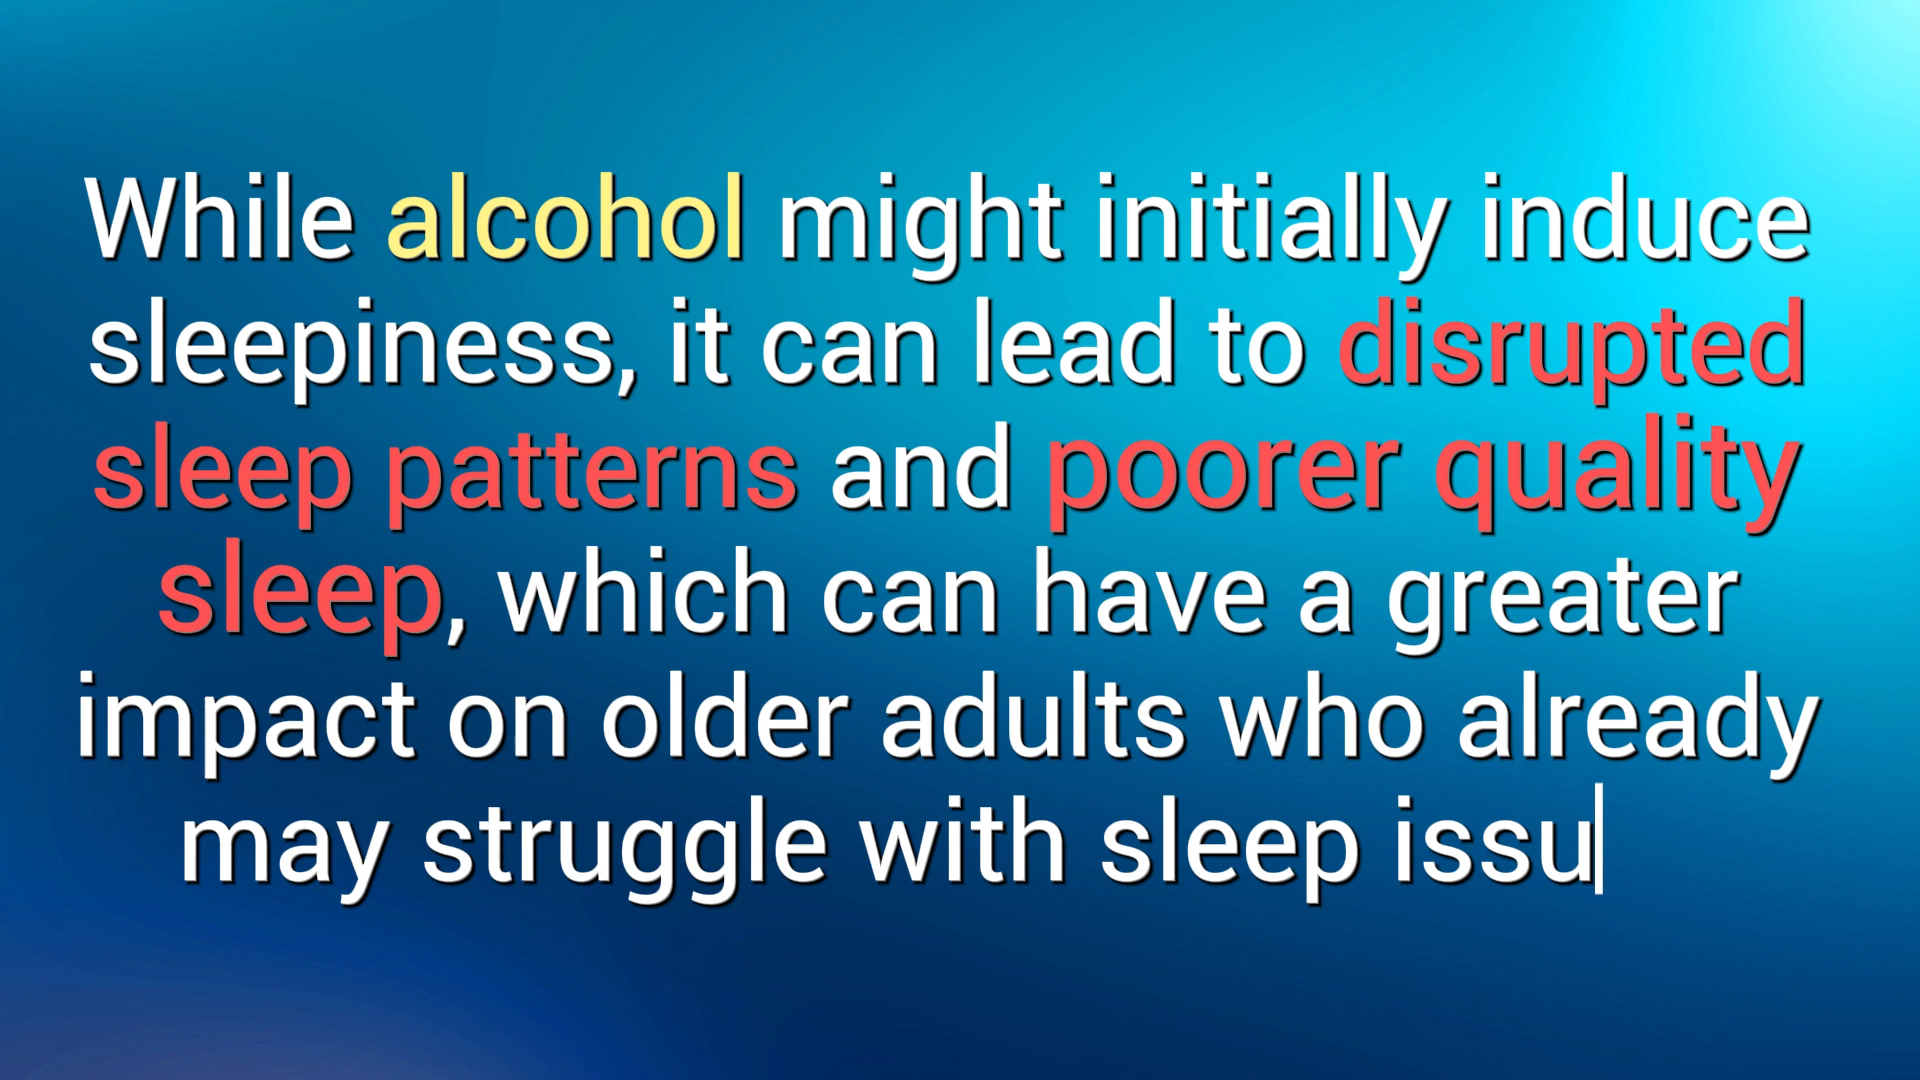 While alcohol might initially induce
sleepiness, it can lead to disrupted
sleep patterns and poorer quality
sleep, which can have a greater
impact on older adults who already
may struggle with sleep issu